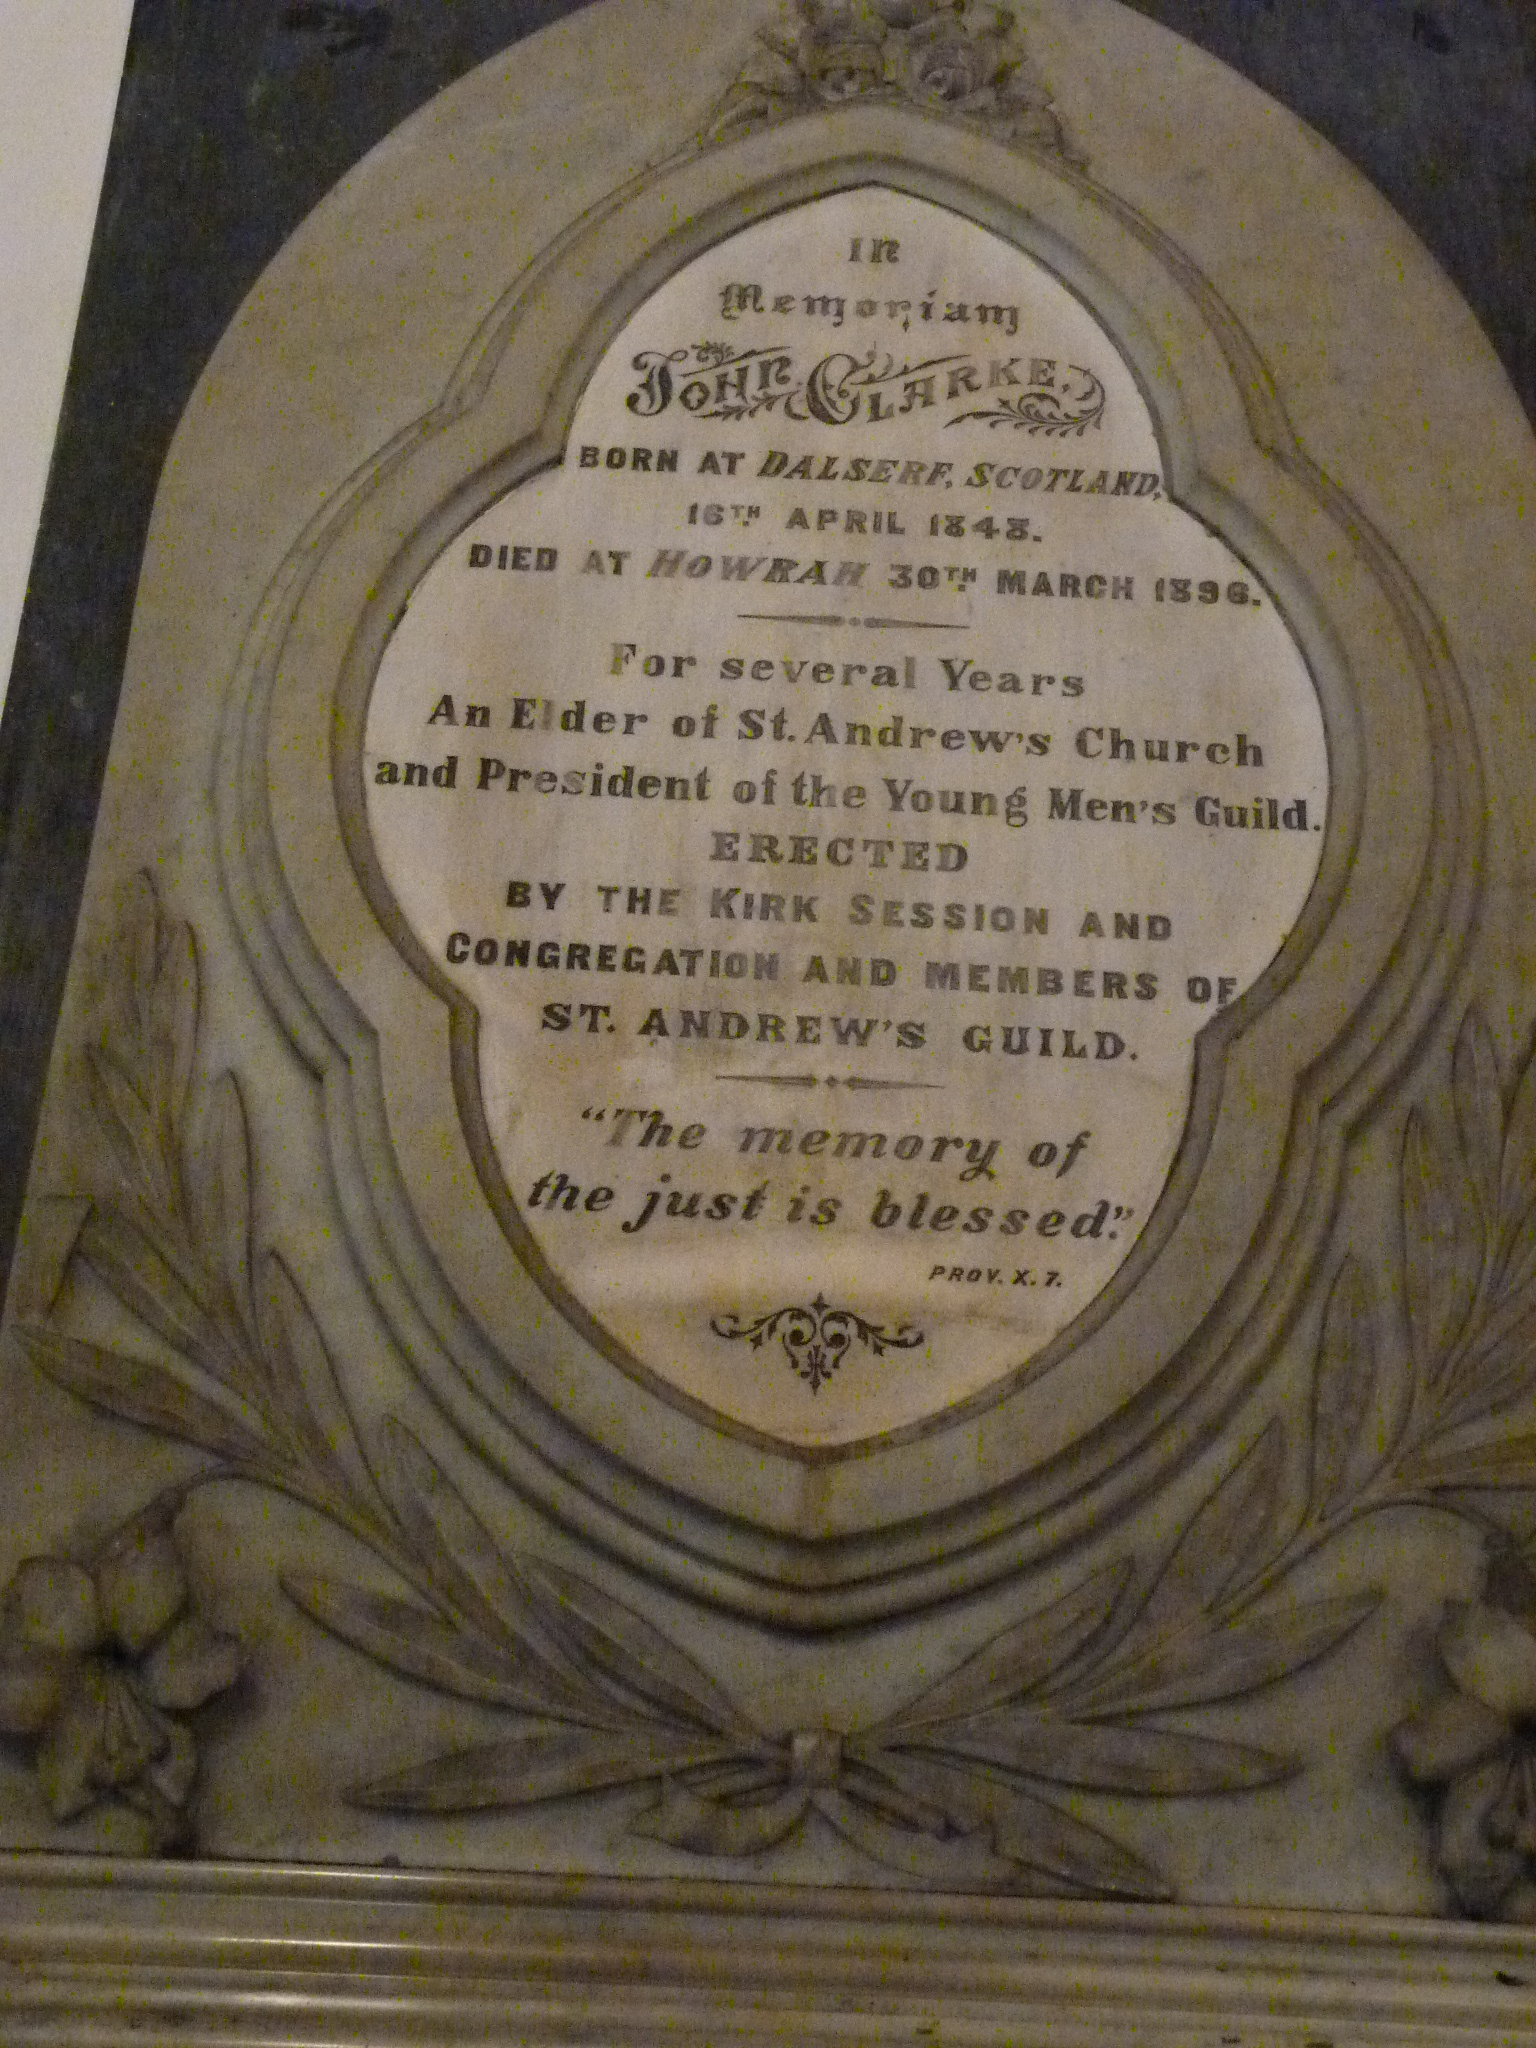 In
Memoriam
John Clarke,
BORN AT DALSERF, SCOTLAND,
16TH APRIL 1848.
DIED AT HOWRAH 30TH MARCH 1896.
For several Years
An Elder of St. Andrew's Church
and President of the Young Men's Guild.
ERECTED
BY THE KIRK SESSION AND
CONGREGATION AND MEMBERS OF
ST. ANDREW'S GUILD.
"The memory of
the just is blessed."
PROV. X. 7.